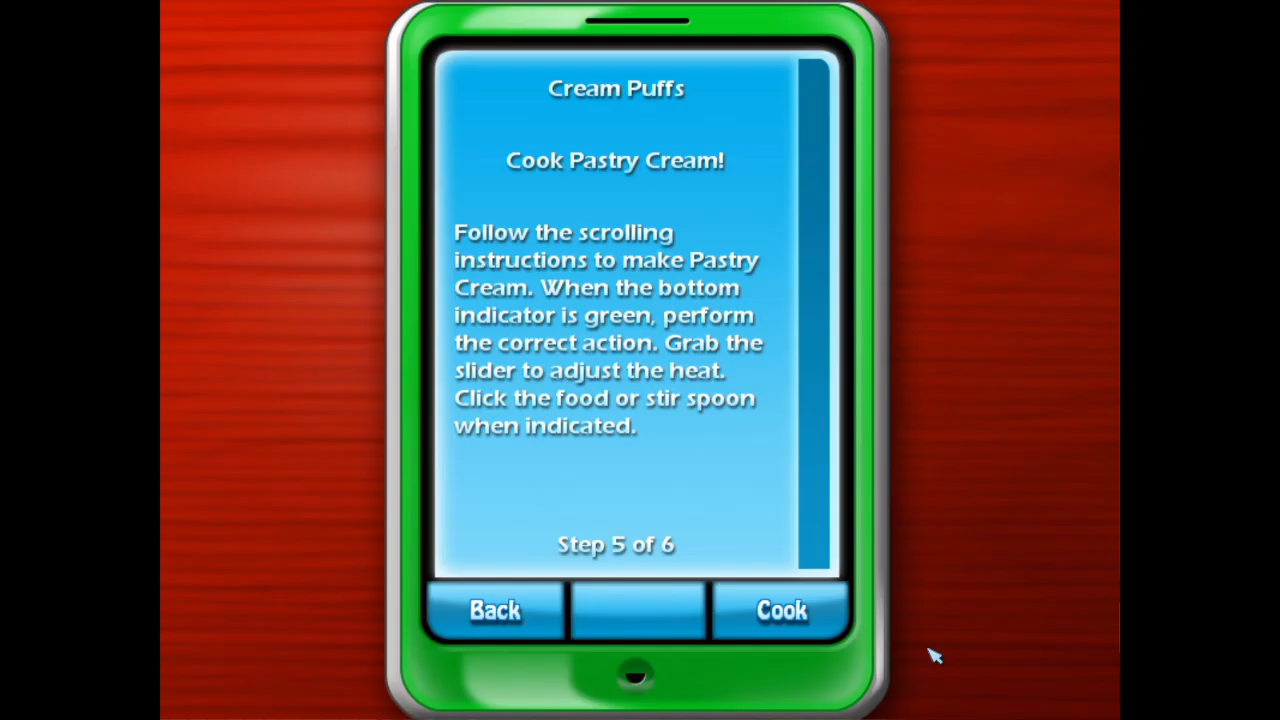 Cream Puffs
Cook Pastry Cream!
Follow the scrolling
instructions to make Pastry
Cream. When the bottom
indicator is green, perform
the correct action. Grab the
slider to adjust the heat.
Click the food or stir spoon
when indicated.
Step 5 of 6
Back
Cook